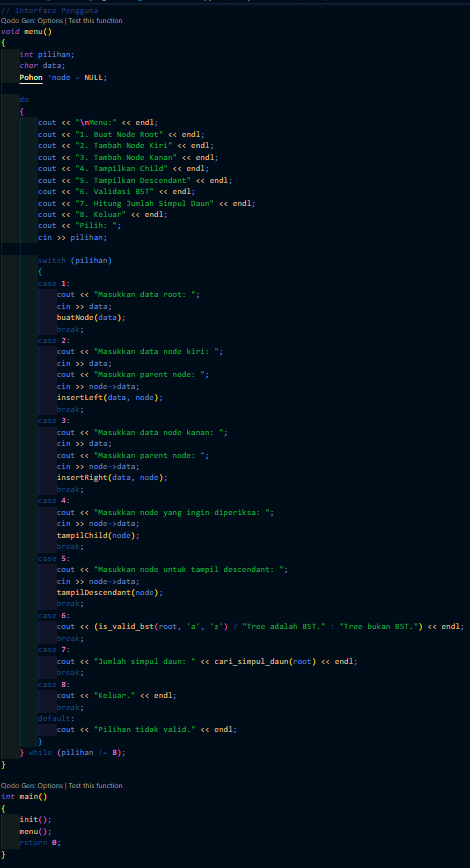 // Interface Pengguna
Qodo Gen: Options | Test this function
void menu()
{
    int pilihan;
    char data;
    Pohon *node = NULL;

    do
    {
        cout << "\nMenu:" << endl;
        cout << "1. Buat Node Root" << endl;
        cout << "2. Tambah Node Kiri" << endl;
        cout << "3. Tambah Node Kanan" << endl;
        cout << "4. Tampilkan Child" << endl;
        cout << "5. Tampilkan Descendant" << endl;
        cout << "6. Validasi BST" << endl;
        cout << "7. Hitung Jumlah Simpul Daun" << endl;
        cout << "8. Keluar" << endl;
        cout << "Pilih: ";
        cin >> pilihan;

        switch (pilihan)
        {
        case 1:
            cout << "Masukkan data root: ";
            cin >> data;
            buatNode(data);
            break;
        case 2:
            cout << "Masukkan data node kiri: ";
            cin >> data;
            cout << "Masukkan parent node: ";
            cin >> node->data;
            insertLeft(data, node);
            break;
        case 3:
            cout << "Masukkan data node kanan: ";
            cin >> data;
            cout << "Masukkan parent node: ";
            cin >> node->data;
            insertRight(data, node);
            break;
        case 4:
            cout << "Masukkan node yang ingin diperiksa: ";
            cin >> node->data;
            tampilChild(node);
            break;
        case 5:
            cout << "Masukkan node untuk tampil descendant: ";
            cin >> node->data;
            tampilDescendant(node);
            break;
        case 6:
            cout << (is_valid_bst(root, 'a', 'z') ? "Tree adalah BST." : "Tree bukan BST.") << endl;
            break;
        case 7:
            cout << "Jumlah simpul daun: " << cari_simpul_daun(root) << endl;
            break;
        case 8:
            cout << "Keluar." << endl;
            break;
        default:
            cout << "Pilihan tidak valid." << endl;
        }
    } while (pilihan != 8);
}

Qodo Gen: Options | Test this function
int main()
{
    init();
    menu();
    return 0;
}